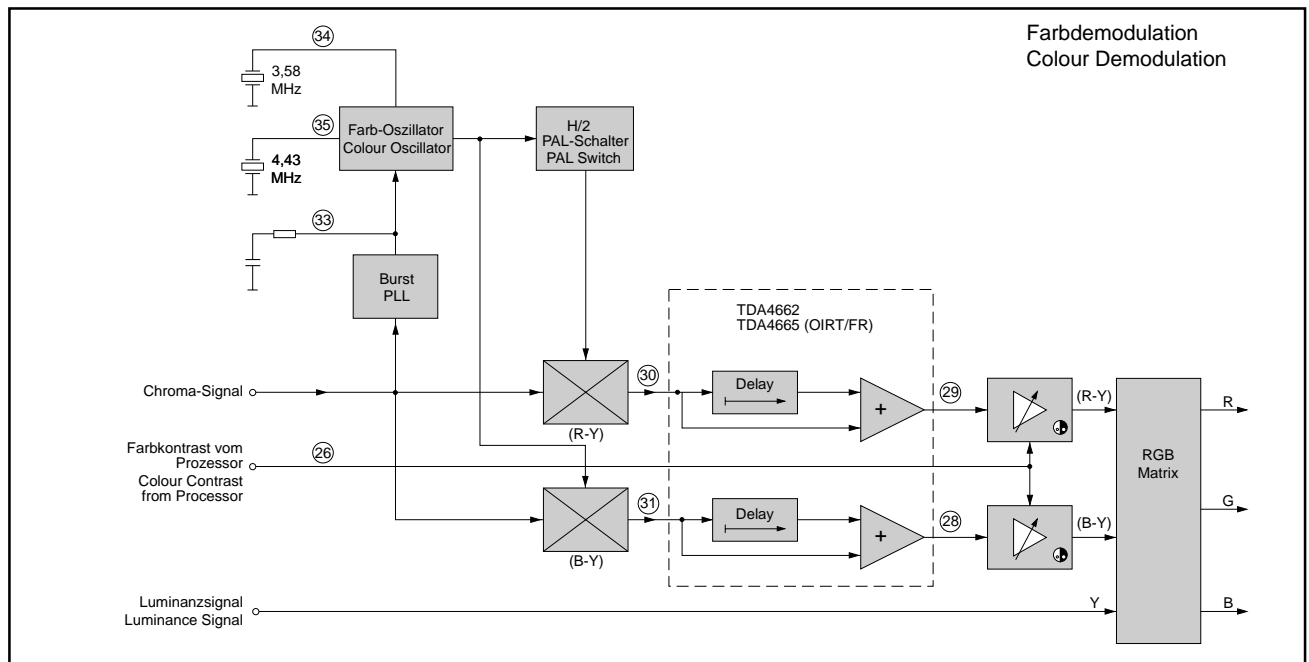 Farbdemodulation
Colour Demodulation
34
3,58
MHz
35
4,43
MHz
Farb-Oszillator
Colour Oscillator
H/2
PAL-Schalter
PAL Switch
33
Burst
PLL
TDA4662
TDA4665 (OIRT/FR)
Chroma-Signal
30
Delay
+
29
(R-Y)
R
(R-Y)
Farbkontrast vom
Prozessor
Colour Contrast
from Processor
26
RGB
Matrix
31
Delay
+
28
(B-Y)
G
(B-Y)
Luminanzsignal
Luminance Signal
Y
B